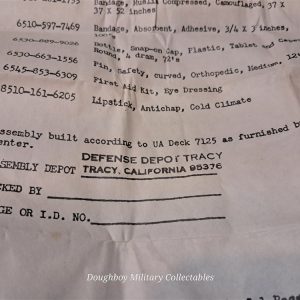 Bandage, Muslin Compressed, Camouflaged, 37 X
37 X 52 inches
6510-597-7469 Bandage, Absorbent, Adhesive, 3/4 X 3 inches,
Bottle, Snap-on Cap, Plastic, Tablet and
Round, 4 dram, 72's
6530-663-1556 Pin, Safety, curved, Orthopedic, Medium,
6545-853-6309 First Aid Kit, Eye Dressing
8510-161-6205 Lipstick, Antichap, Cold Climate
ssembly built according to UA Deck 7125 as furnished
enter.
SSEMBLY DEPOT DEFENSE DEPOT TRACY
TRACY, CALIFORNIA 95376
CKED BY
GE OR I.D. NO.
Doughboy Military Collectables